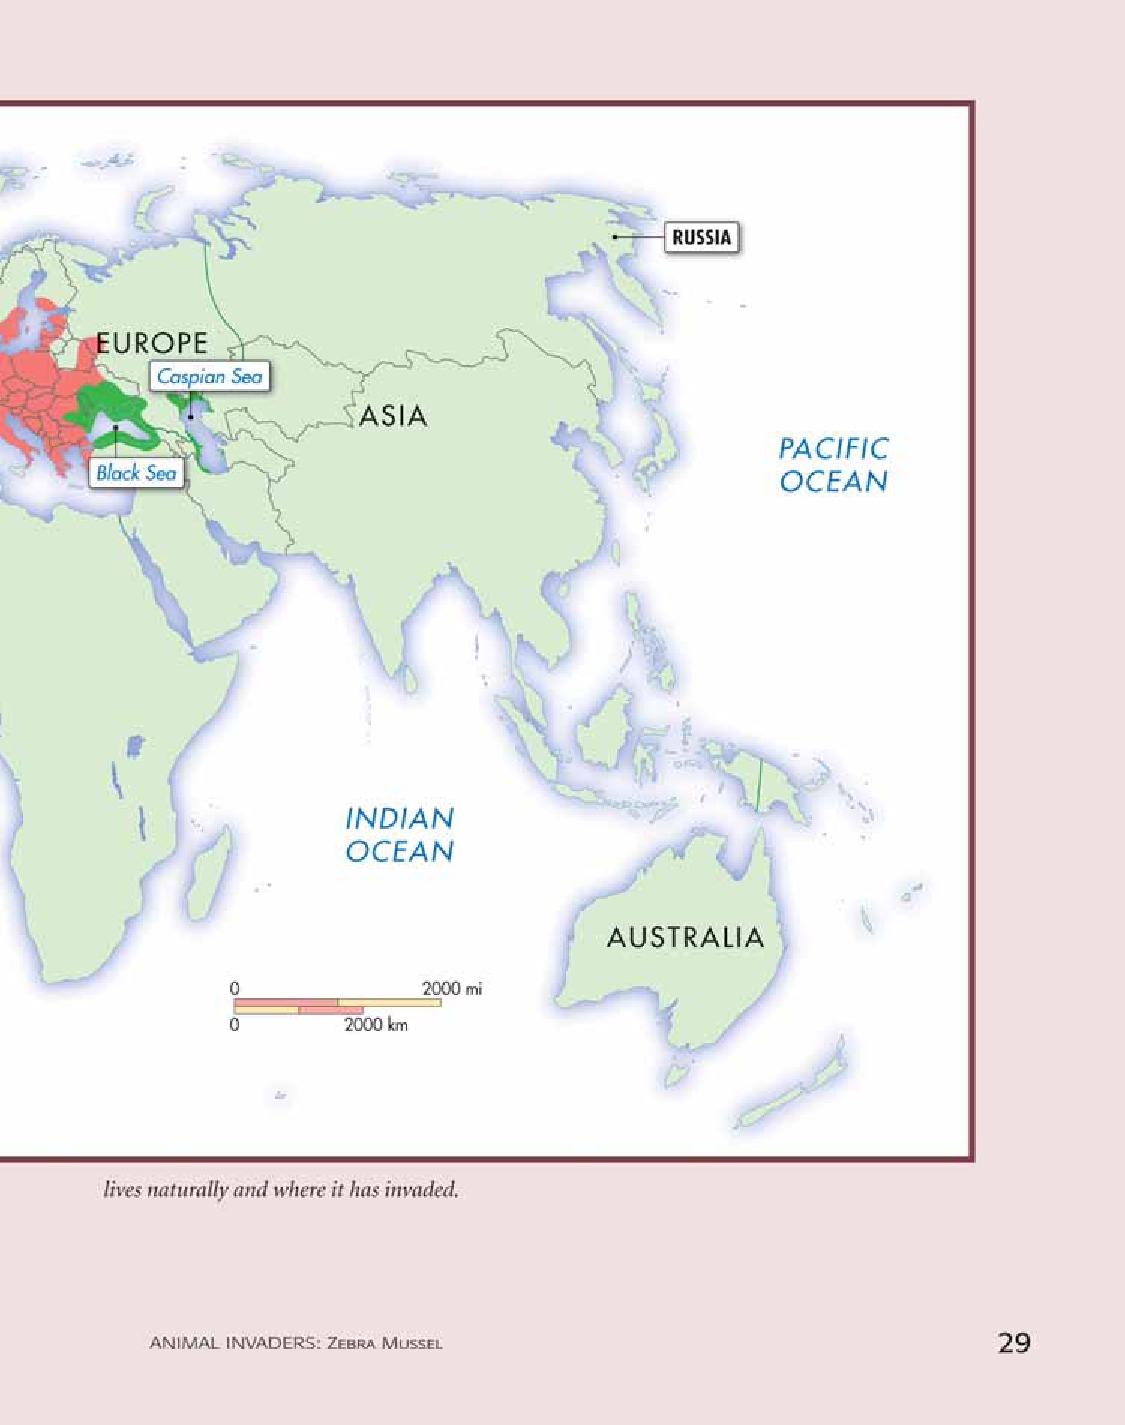 RUSSIA
EUROPE
Caspian Sea
ASIA
PACIFIC
OCEAN
Black Sea
INDIAN
OCEAN
AUSTRALIA
0 2000 mi
0 2000 km
lives naturally and where it has invaded.
ANIMAL INVADERS: ZEBRA MUSSEL
29